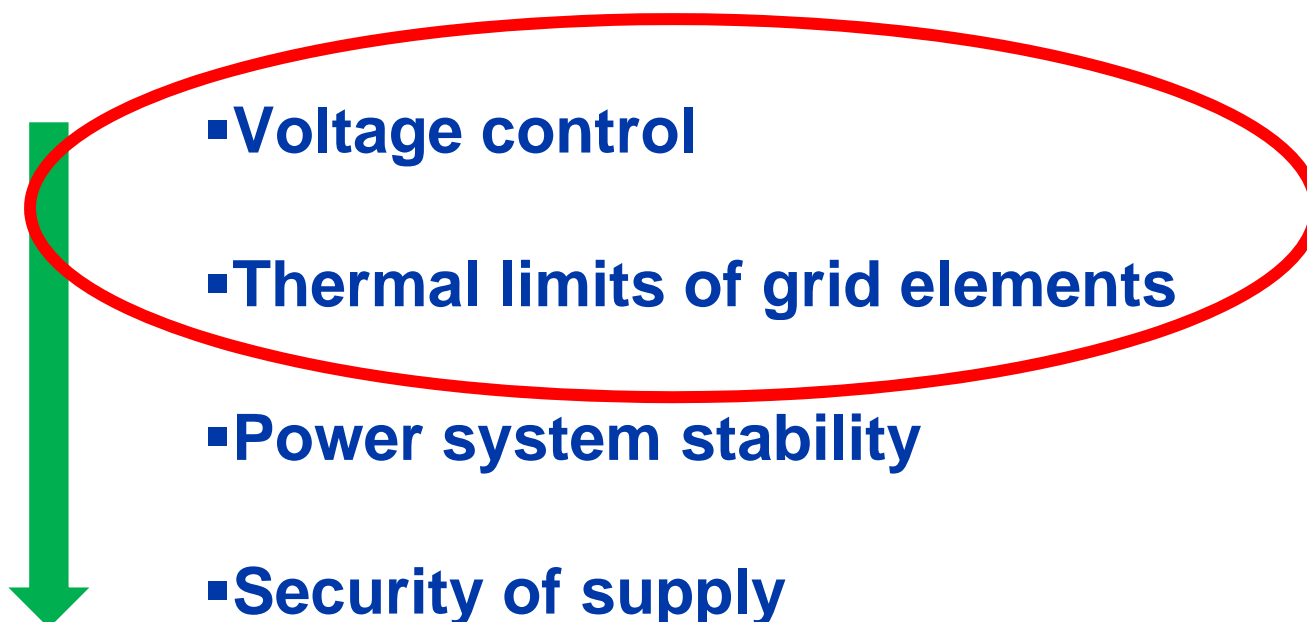 ▪Voltage control
▪Thermal limits of grid elements
▪Power system stability
▪Security of supply